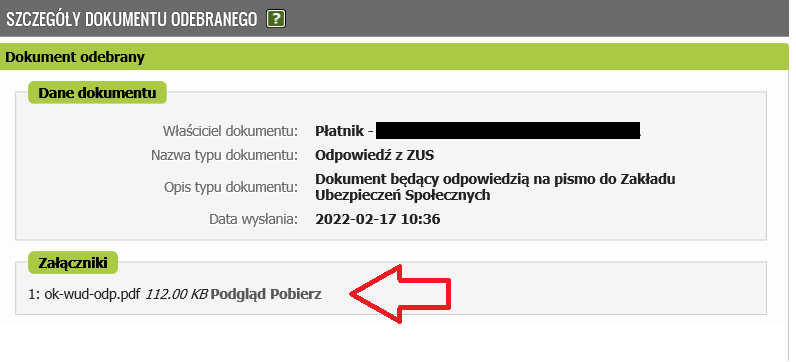 SZCZEGÓŁY DOKUMENTU ODEBRANEGO ?
Dokument odebrany
Dane dokumentu
Właściciel dokumentu: Płatnik -
Nazwa typu dokumentu: Odpowiedź z ZUS
Opis typu dokumentu: Dokument będący odpowiedzią na pismo do Zakładu
Ubezpieczeń Społecznych
Data wysłania: 2022-02-17 10:36
Załączniki
1: ok-wud-odp.pdf 112.00 KB Podgląd Pobierz